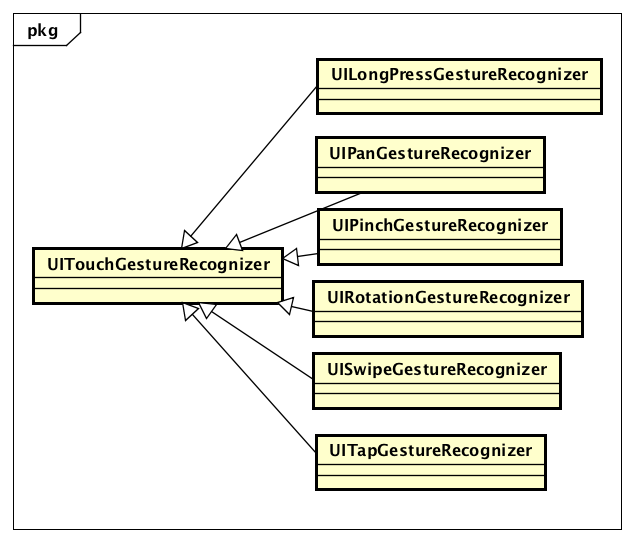 pkg
UILongPressGestureRecognizer
UIPanGestureRecognizer
UIPinchGestureRecognizer
UITouchGestureRecognizer
UIRotationGestureRecognizer
UISwipeGestureRecognizer
UITapGestureRecognizer